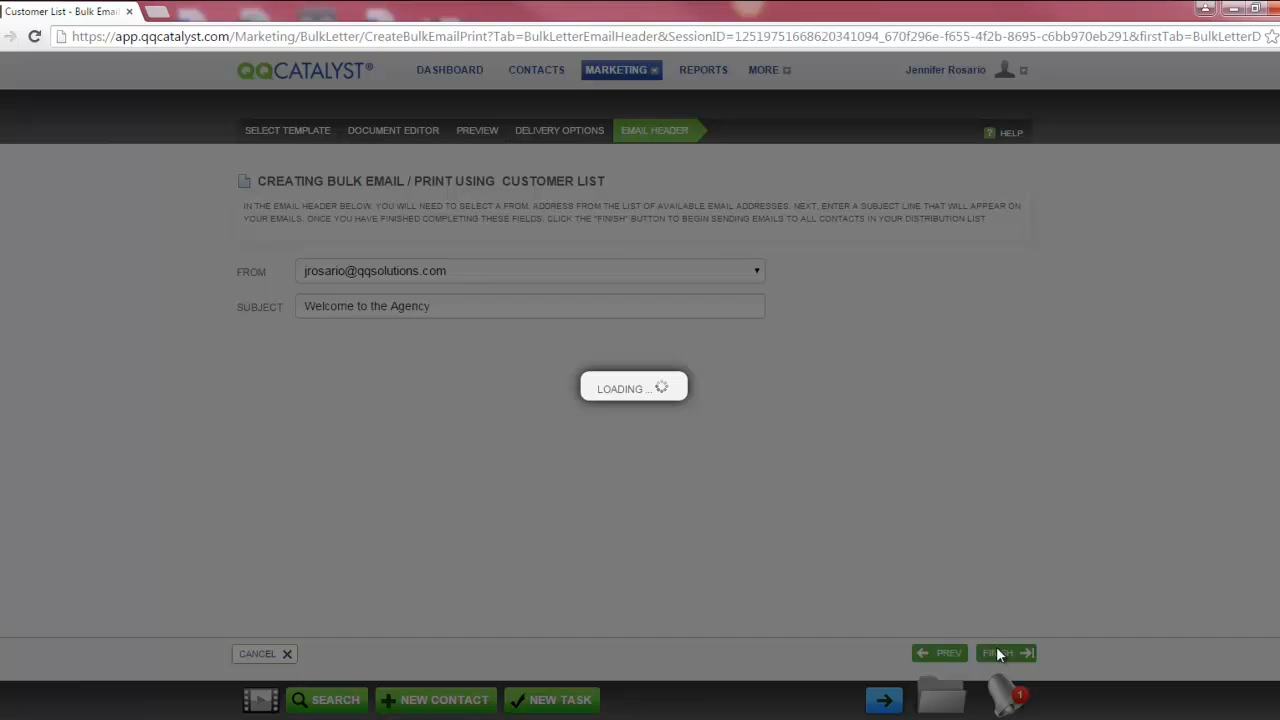 Customer List - Bulk Emai
https://app.qqcatalyst.com/Marketing/BulkLetter/CreateBulkEmailPrint?Tab=BulkLetterEmailHeader&SessionID=12519751668620341094_670f296e-f655-4f2b-8695-c6bb970eb291&firstTab=BulkLetterD
QQCATALYST® DASHBOARD CONTACTS MARKETING REPORTS MORE Jennifer Rosario
SELECT TEMPLATE DOCUMENT EDITOR PREVIEW DELIVERY OPTIONS EMAIL HEADER ? HELP
CREATING BULK EMAIL / PRINT USING CUSTOMER LIST
IN THE EMAIL HEADER BELOW, YOU WILL NEED TO SELECT A FROM, ADDRESS FROM THE LIST OF AVAILABLE EMAIL ADDRESSES. NEXT, ENTER A SUBJECT LINE THAT WILL APPEAR ON
YOUR EMAILS. ONCE YOU HAVE FINISHED COMPLETING THESE FIELDS, CLICK THE "FINISH" BUTTON TO BEGIN SENDING EMAILS TO ALL CONTACTS IN YOUR DISTRIBUTION LIST
FROM jrosario@qqsolutions.com
SUBJECT Welcome to the Agency
LOADING ...
CANCEL PREV FINISH
SEARCH NEW CONTACT NEW TASK 1